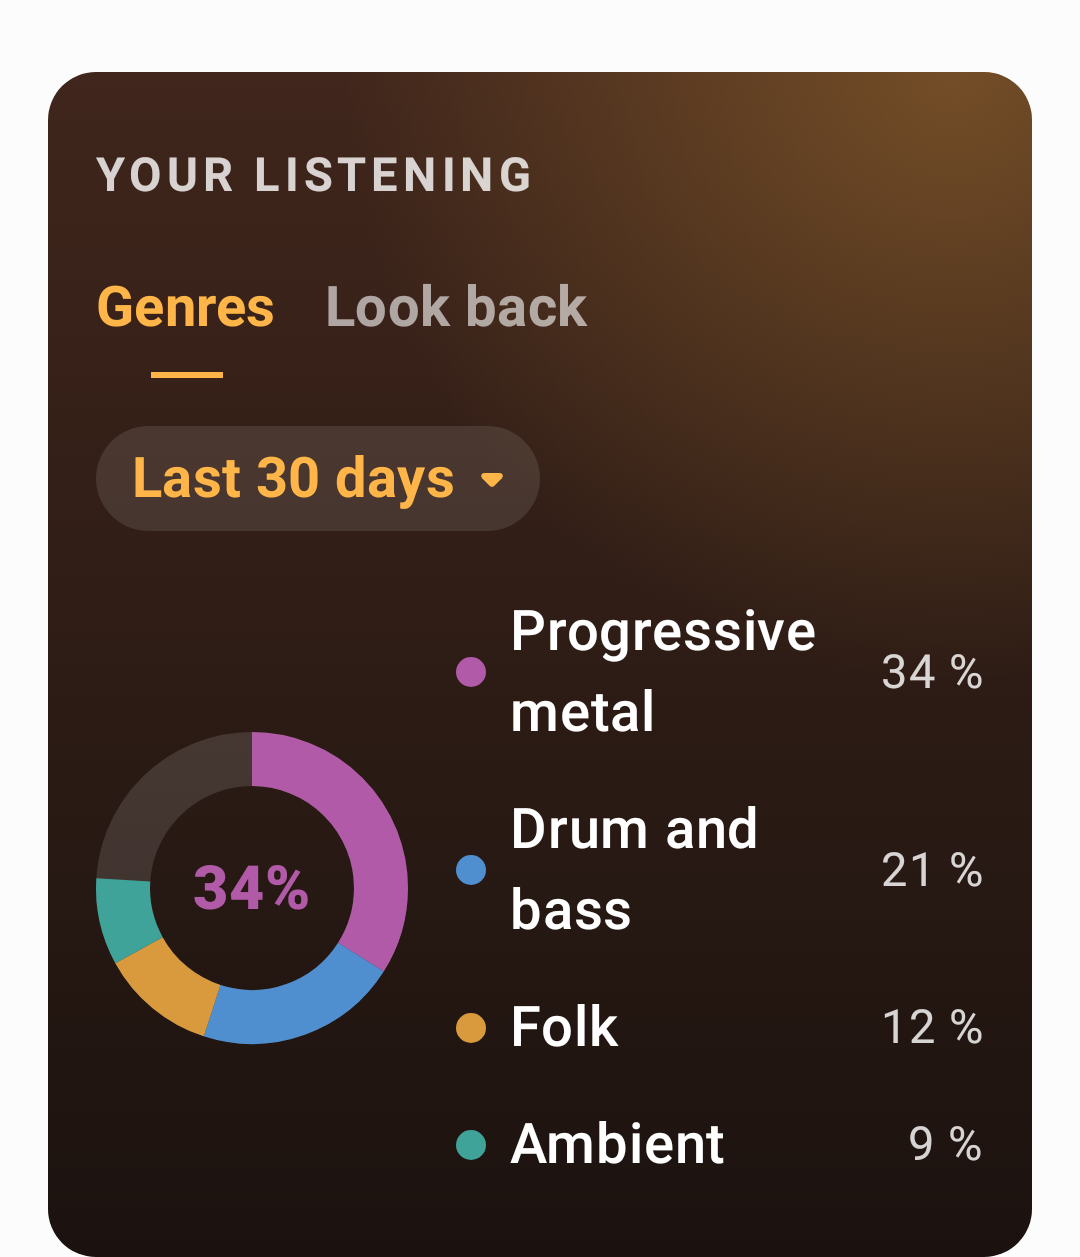 YOUR LISTENING
Genres Look back
Last 30 days
Progressive
metal
34 %
Drum and
bass
21 %
34%
Folk 12 %
Ambient 9 %